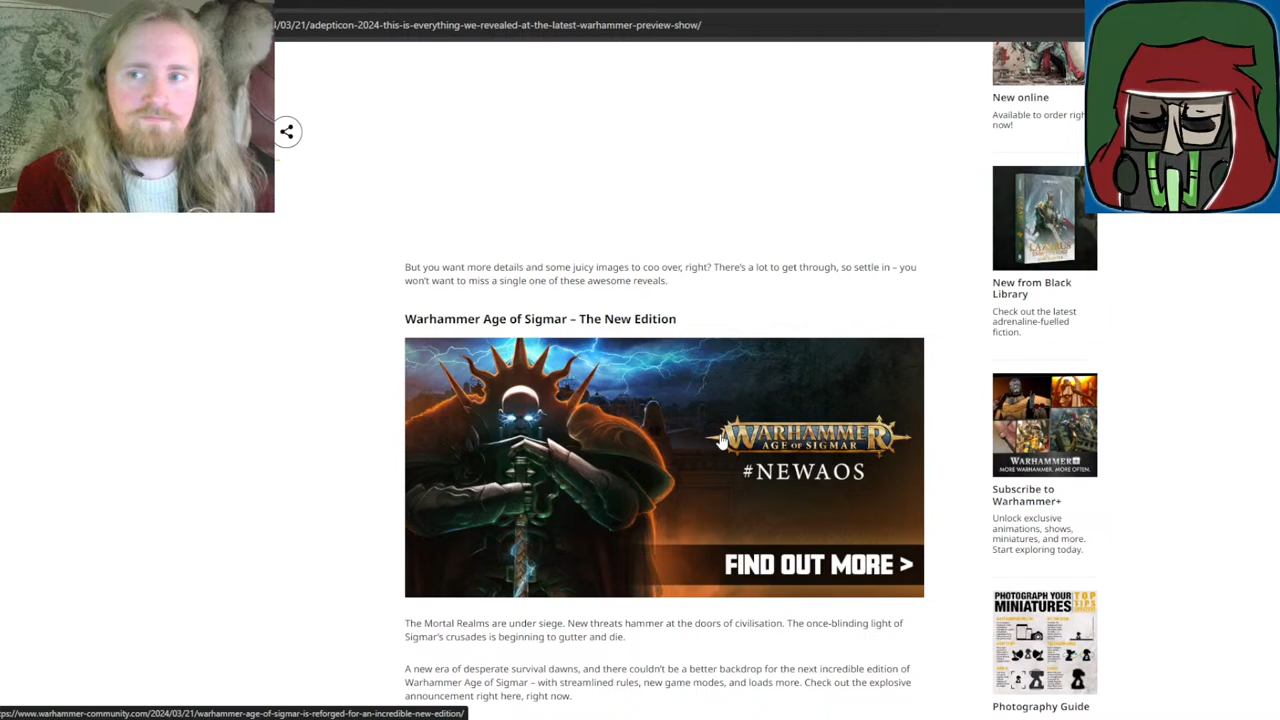 /03/21/adepticon-2024-this-is-everything-we-revealed-at-the-latest-warhammer-preview-show/
But you want more details and some juicy images to coo over, right? There's a lot to get through, so settle in – you
won't want to miss a single one of these awesome reveals.
Warhammer Age of Sigmar – The New Edition
WARHAMMER
AGE OF SIGMAR
#NEWAOS
FIND OUT MORE >
The Mortal Realms are under siege. New threats hammer at the doors of civilisation. The once-blinding light of
Sigmar's crusades is beginning to gutter and die.
A new era of desperate survival dawns, and there couldn't be a better backdrop for the next incredible edition of
Warhammer Age of Sigmar – with streamlined rules, new game modes, and loads more. Check out the explosive
announcement right here, right now.
New online
Available to order right
now!
LAZARUS
New from Black
Library
Check out the latest
adrenaline-fuelled
fiction.
WARHAMMER+
MORE WARHAMMER. MORE OFTEN.
Subscribe to
Warhammer+
Unlock exclusive
animations, shows,
miniatures, and more.
Start exploring today.
PHOTOGRAPH YOUR
MINIATURES
TOP
TIPS
Photography Guide
ps://www.warhammer-community.com/2024/03/21/warhammer-age-of-sigmar-is-reforged-for-an-incredible-new-edition/